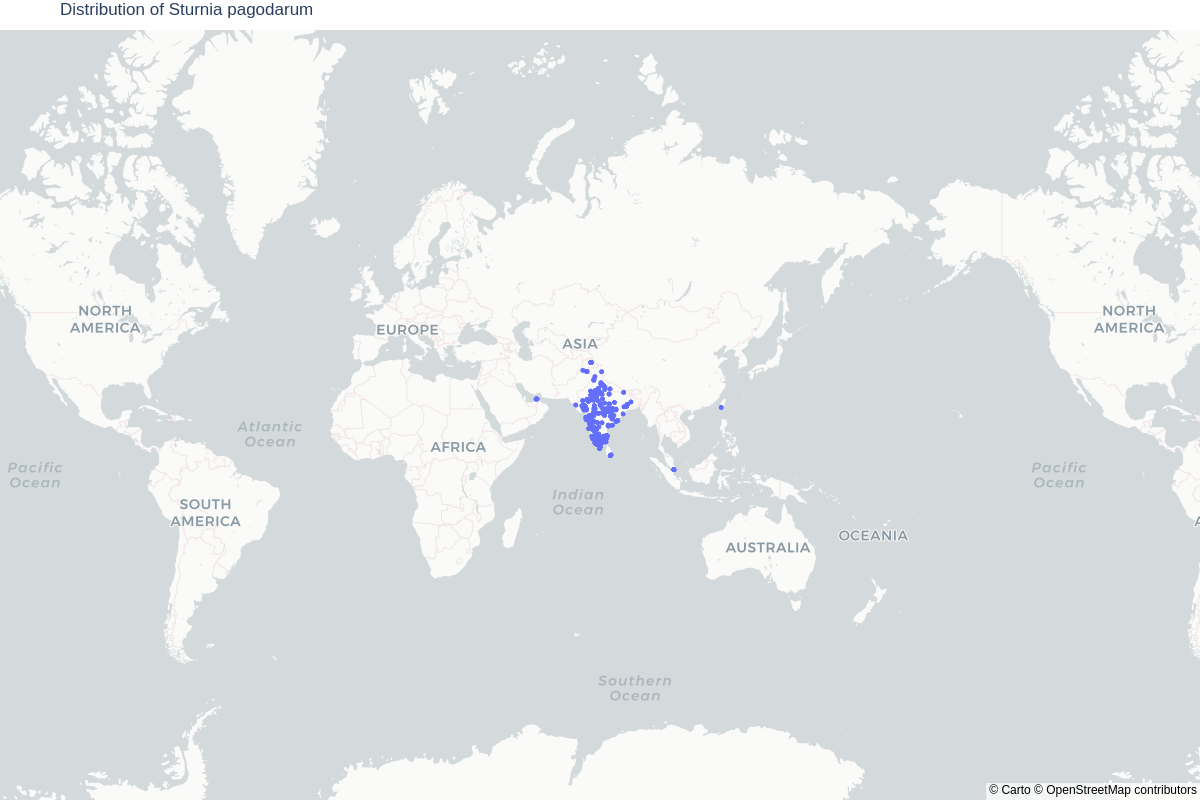 Distribution of Sturnia pagodarum
NORTH
AMERICA
EUROPE
ASIA
NORTH
AMERICA
Atlantic
Ocean
AFRICA
Pacific
Ocean
Pacific
Ocean
Indian
Ocean
SOUTH
AMERICA
OCEANIA
AUSTRALIA
Southern
Ocean
© Carto © OpenStreetMap contributors